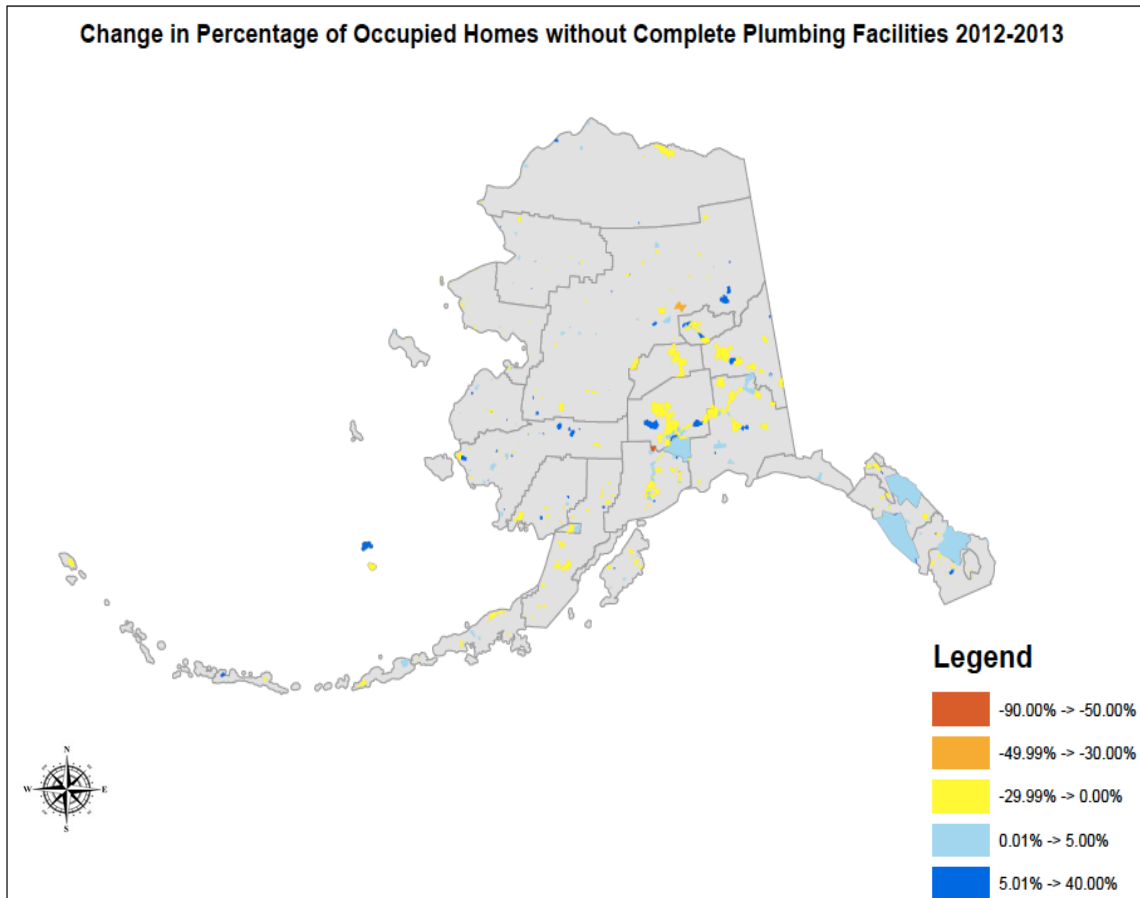 Change in Percentage of Occupied Homes without Complete Plumbing Facilities 2012-2013
N
W E
S
Legend
-90.00% -> -50.00%
-49.99% -> -30.00%
-29.99% -> 0.00%
0.01% -> 5.00%
5.01% -> 40.00%